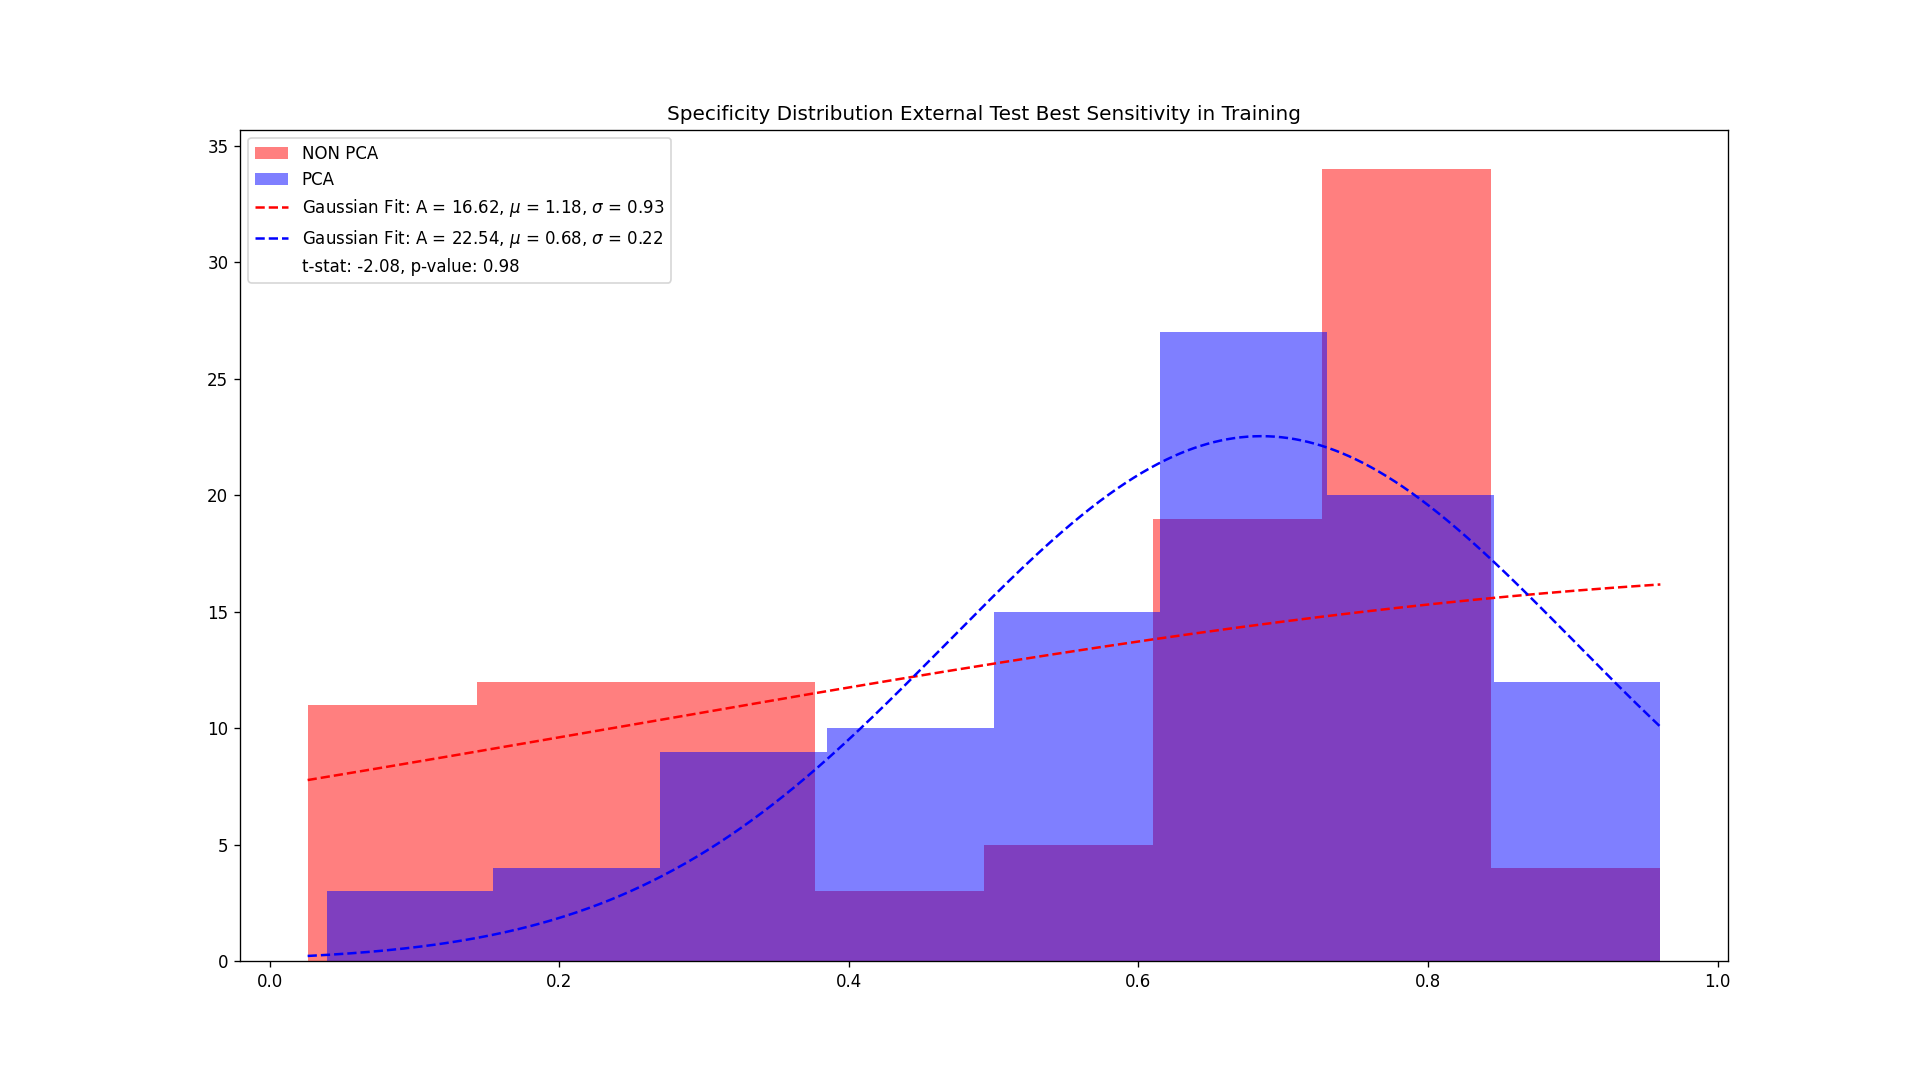 Specificity Distribution External Test Best Sensitivity in Training
NON PCA
PCA
Gaussian Fit: A = 16.62, μ = 1.18, σ = 0.93
Gaussian Fit: A = 22.54, μ = 0.68, σ = 0.22
t-stat: -2.08, p-value: 0.98
35
30
25
20
15
10
5
0
0.0 0.2 0.4 0.6 0.8 1.0